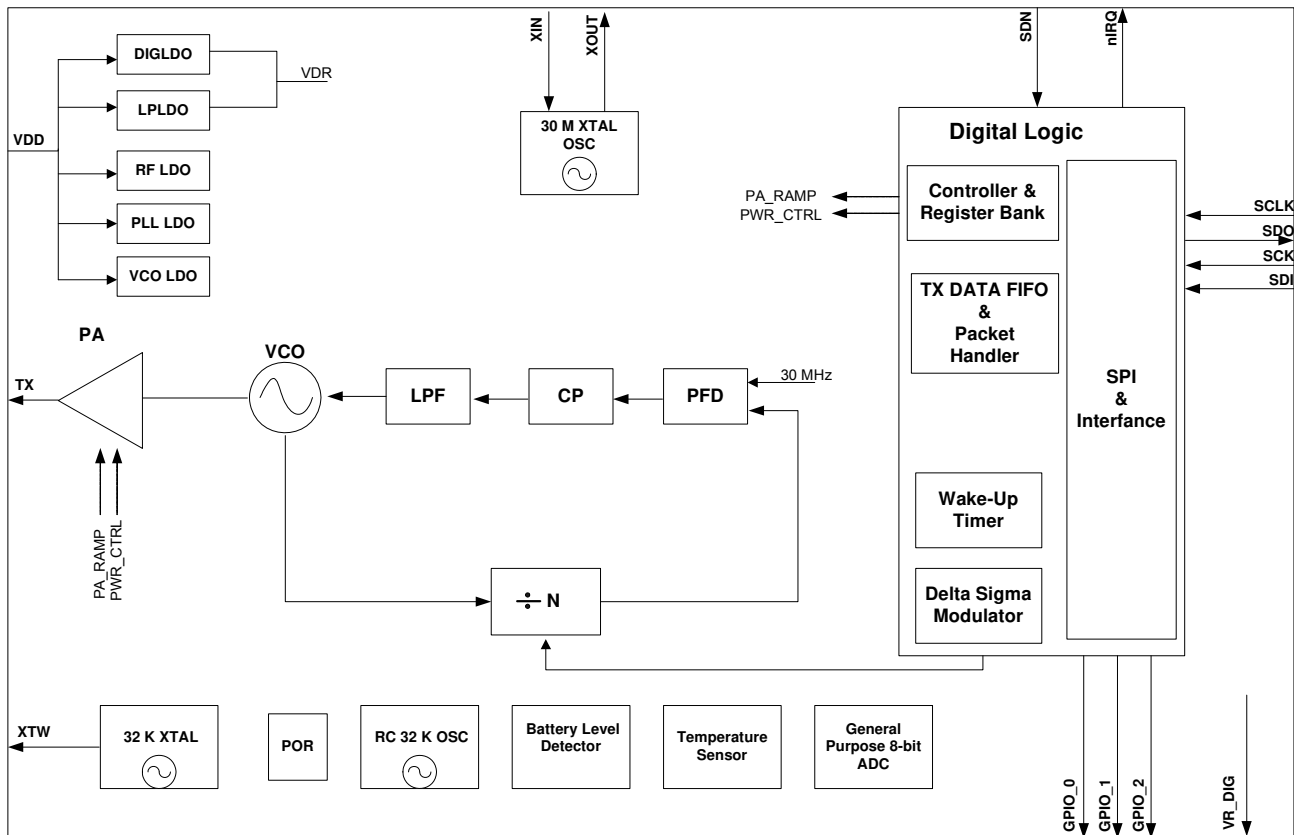 XIN
XOUT
SDN
nIRQ
DIGLDO
VDR
LPLDO
VDD
RF LDO
PLL LDO
VCO LDO
30 M XTAL
OSC
Digital Logic
Controller &
Register Bank
PA_RAMP
PWR_CTRL
SCLK
SDO
SCK
SDI
TX DATA FIFO
&
Packet
Handler
SPI
&
Interfance
PA
VCO
TX
LPF
CP
PFD
30 MHz
PA_RAMP
PWR_CTRL
Wake-Up
Timer
÷ N
Delta Sigma
Modulator
XTW
32 K XTAL
POR
RC 32 K OSC
Battery Level
Detector
Temperature
Sensor
General
Purpose 8-bit
ADC
GPIO_0
GPIO_1
GPIO_2
VR_DIG